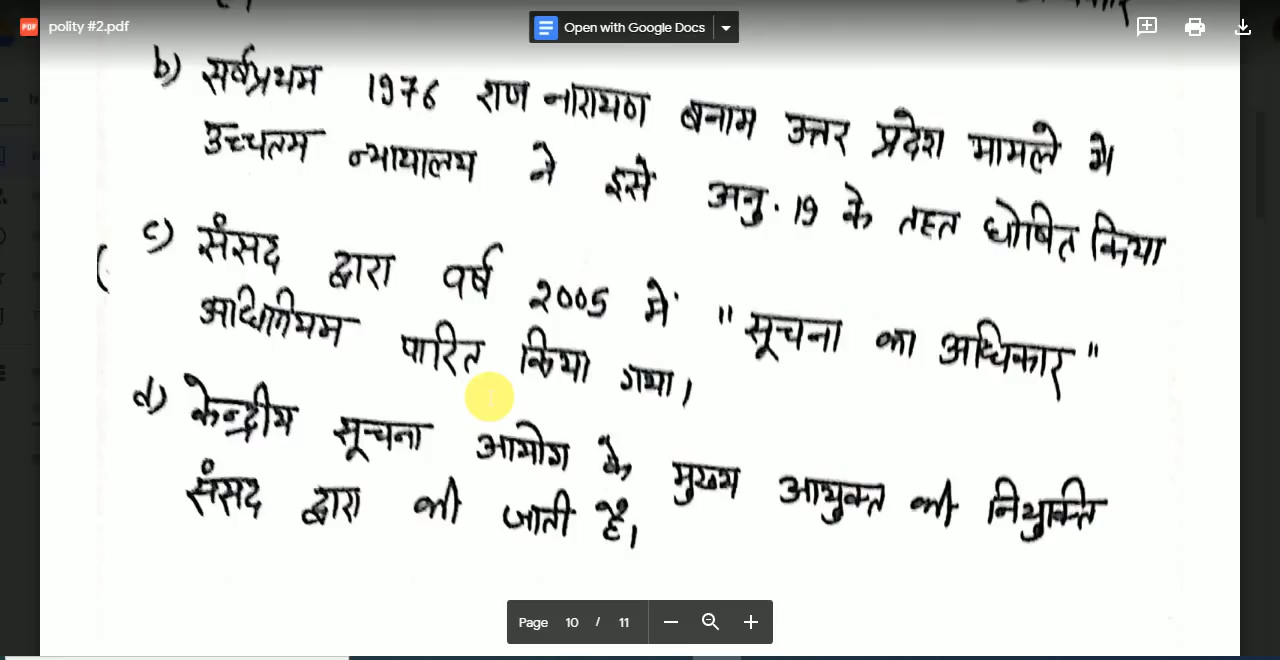 polity #2.pdf
Open with Google Docs
b) सर्वप्रथम 1976 राज नारायण बनाम उत्तर प्रदेश मामले में
उच्चतम न्यायालय ने इसे अनु. 19 के तहत घोषित किया
c) संसद द्वारा वर्ष 2005 में "सूचना का अधिकार"
अधिनियम पारित किया गया।
d) केन्द्रीय सूचना आयोग के मुख्य आयुक्त की नियुक्ति
संसद द्वारा की जाती है।
Page 10 / 11